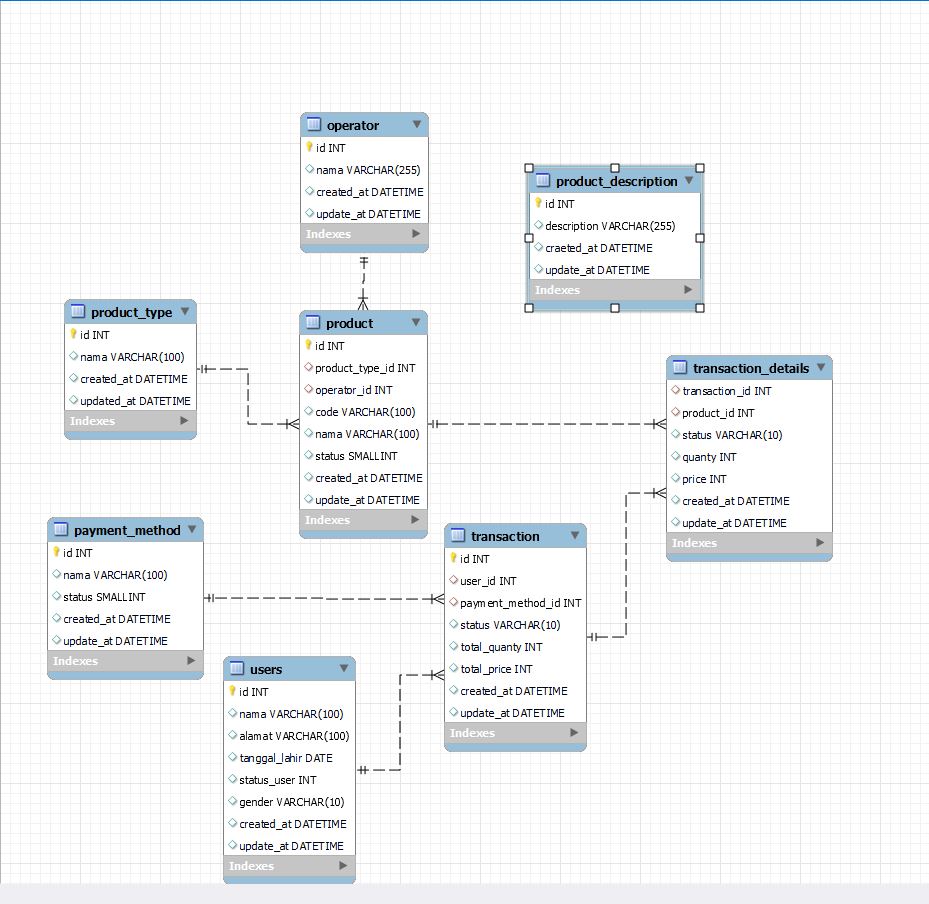 operator
id INT
nama VARCHAR(255)
created_at DATETIME
update_at DATETIME
Indexes
product_description
id INT
description VARCHAR(255)
craeted_at DATETIME
update_at DATETIME
Indexes
product_type
id INT
nama VARCHAR(100)
created_at DATETIME
updated_at DATETIME
Indexes
product
id INT
product_type_id INT
operator_id INT
code VARCHAR(100)
nama VARCHAR(100)
status SMALLINT
created_at DATETIME
update_at DATETIME
Indexes
transaction_details
transaction_id INT
product_id INT
status VARCHAR(10)
quanty INT
price INT
created_at DATETIME
update_at DATETIME
Indexes
payment_method
id INT
nama VARCHAR(100)
status SMALLINT
created_at DATETIME
update_at DATETIME
Indexes
transaction
id INT
user_id INT
payment_method_id INT
status VARCHAR(10)
total_quanty INT
total_price INT
created_at DATETIME
update_at DATETIME
Indexes
users
id INT
nama VARCHAR(100)
alamat VARCHAR(100)
tanggal_lahir DATE
status_user INT
gender VARCHAR(10)
created_at DATETIME
update_at DATETIME
Indexes